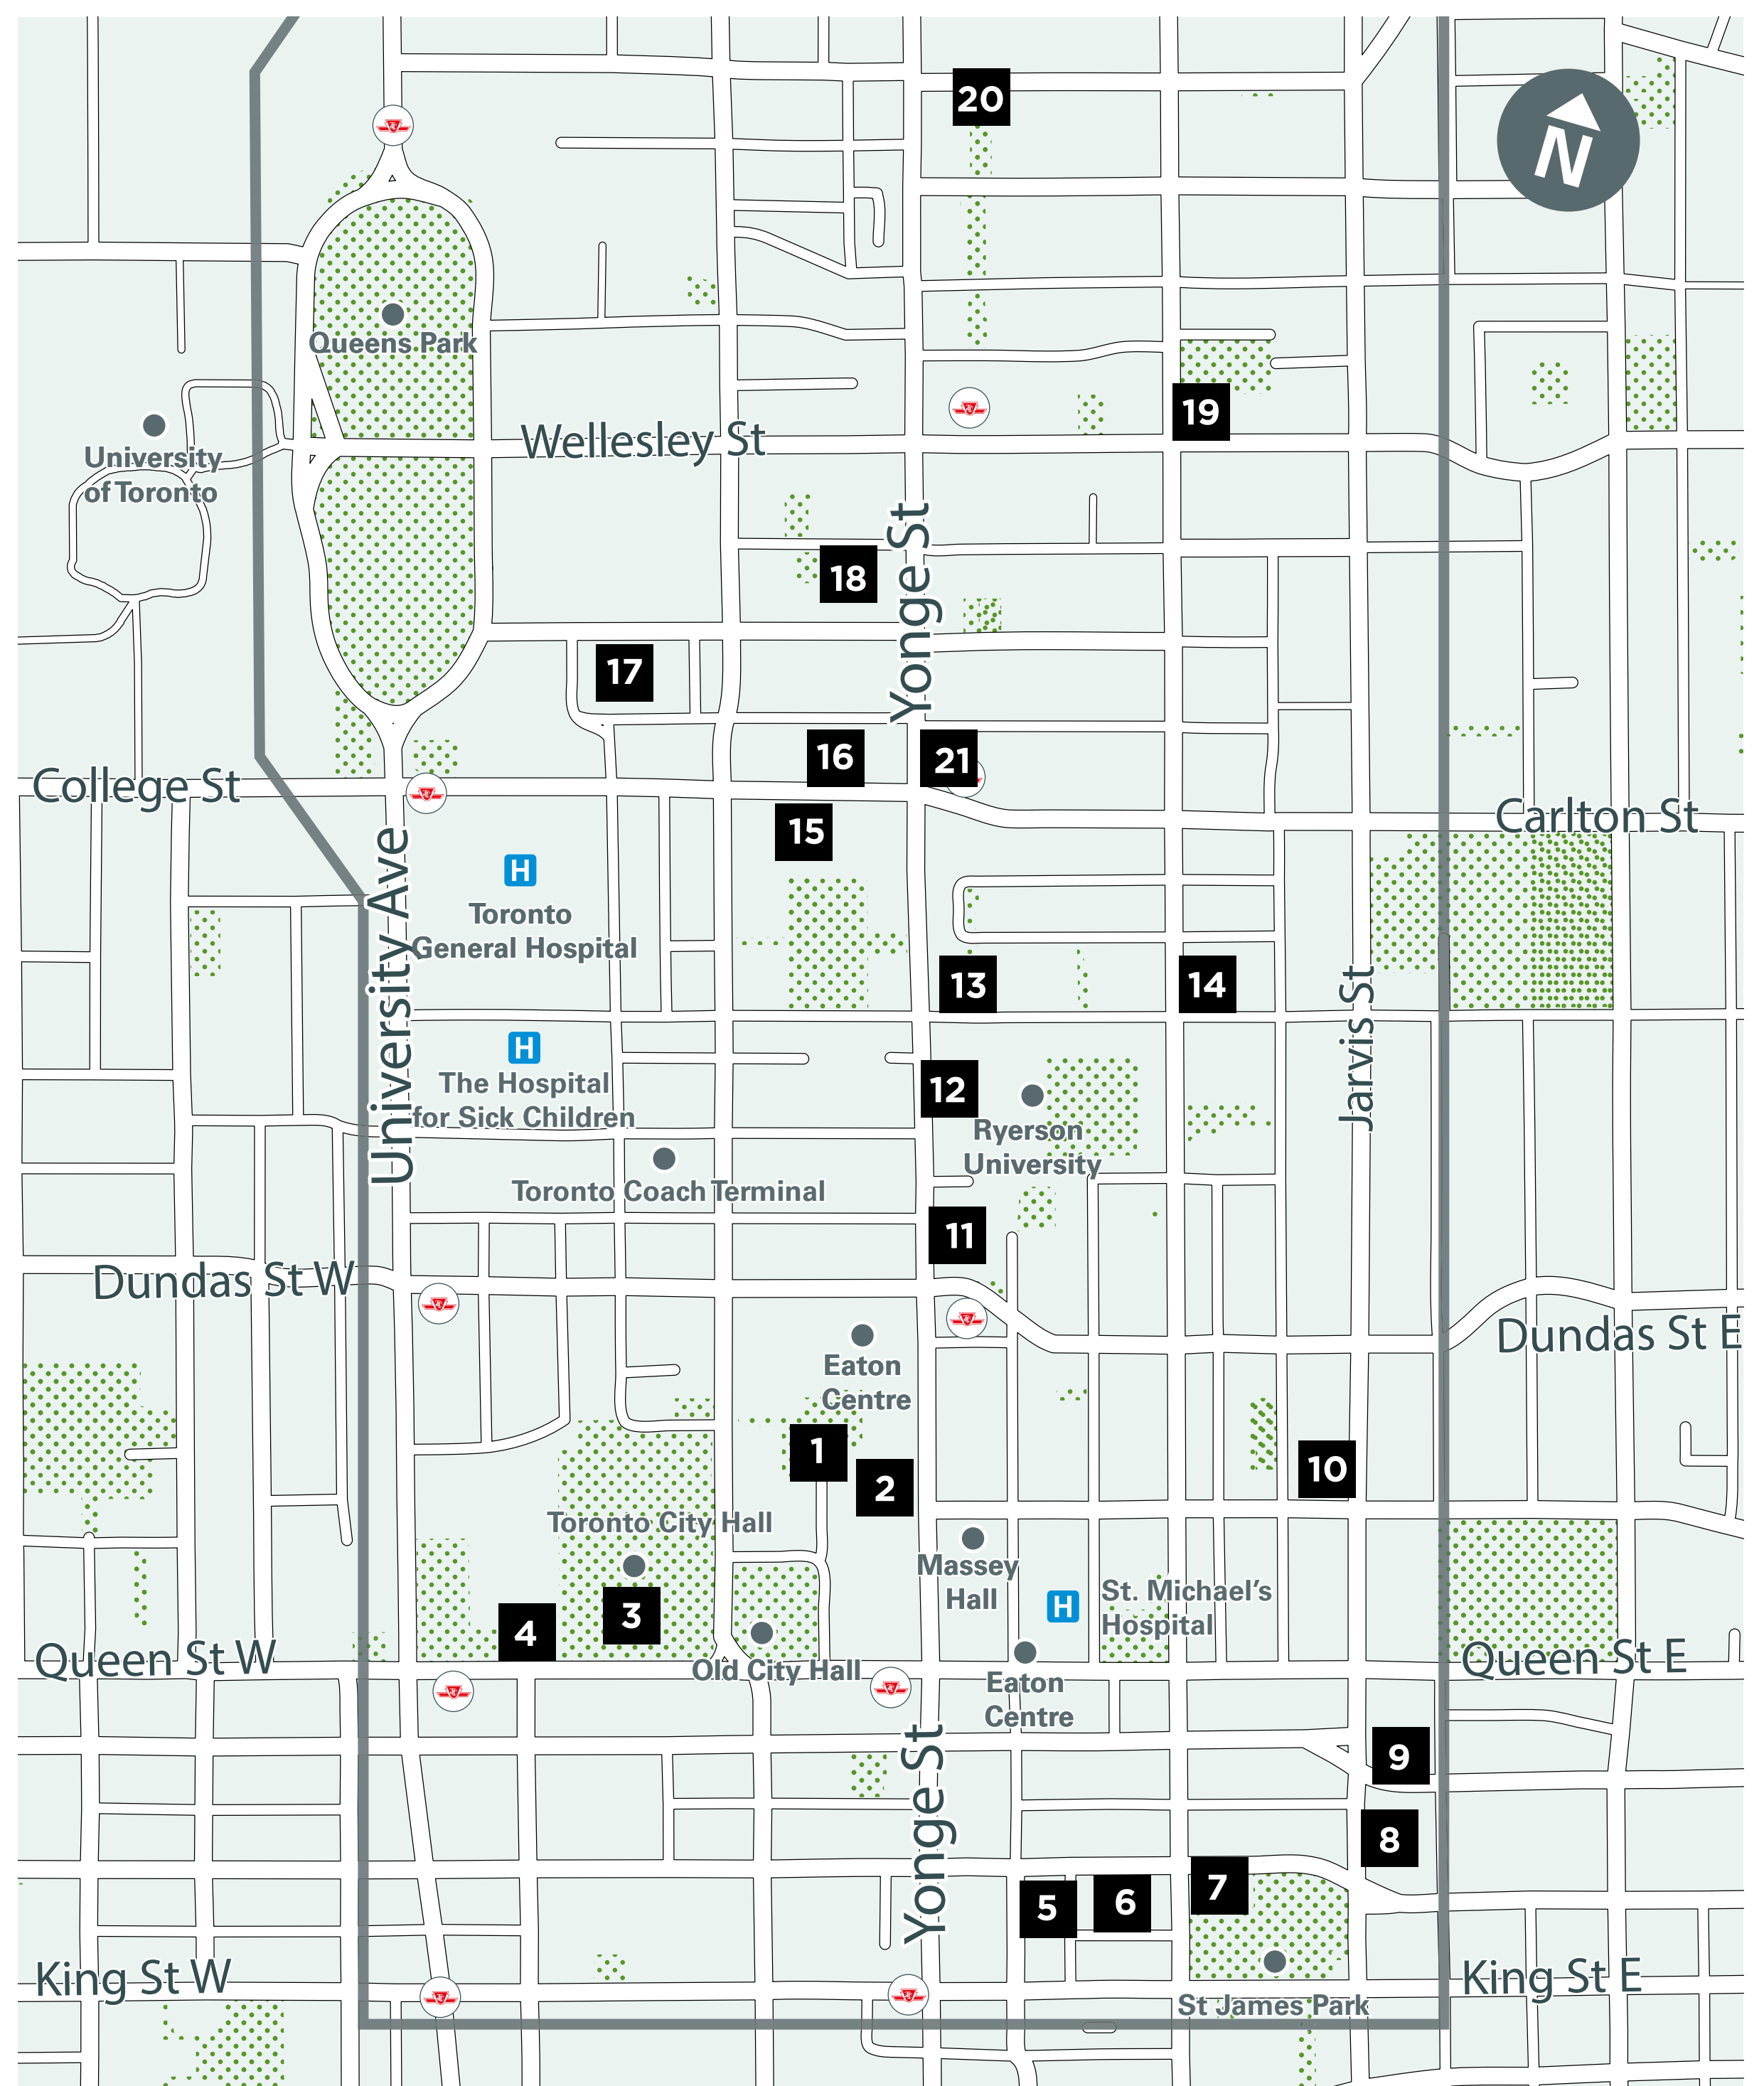 20
N
Queens Park
19
Wellesley St
University
of Toronto
Yonge St
18
17
16
21
College St
Carlton St
15
H
University Ave
Toronto
General Hospital
13
14
Jarvis St
H
The Hospital
for Sick Children
12
Ryerson
University
Toronto Coach Terminal
11
Dundas St W
Dundas St E
Eaton
Centre
1
2
10
Toronto City Hall
Massey
Hall
3
4
H
St. Michael's
Hospital
Queen St W
Old City Hall
Queen St E
Eaton
Centre
Yonge St
9
8
7
6
5
King St W
King St E
St James Park